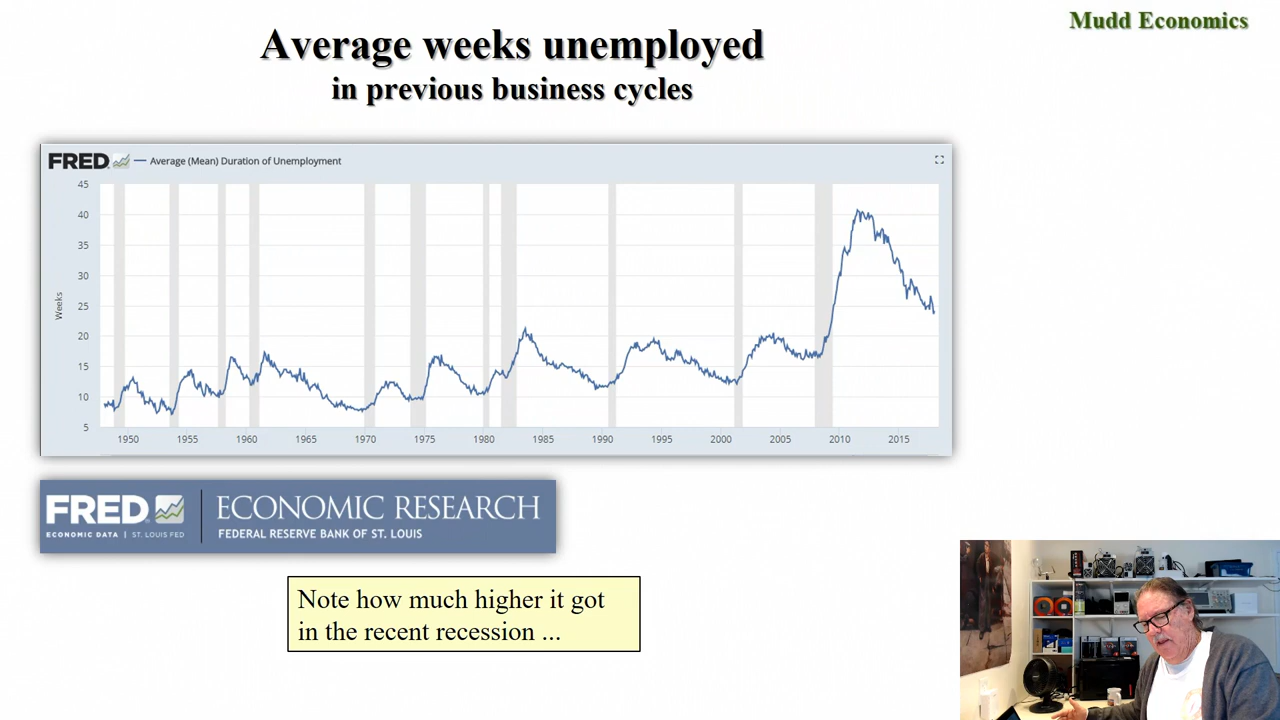 Mudd Economics
Average weeks unemployed
in previous business cycles
FRED — Average (Mean) Duration of Unemployment
Weeks
45
40
35
30
25
20
15
10
5
1950 1955 1960 1965 1970 1975 1980 1985 1990 1995 2000 2005 2010 2015
FRED ECONOMIC RESEARCH
ECONOMIC DATA | ST. LOUIS FED FEDERAL RESERVE BANK OF ST. LOUIS
Note how much higher it got
in the recent recession ...